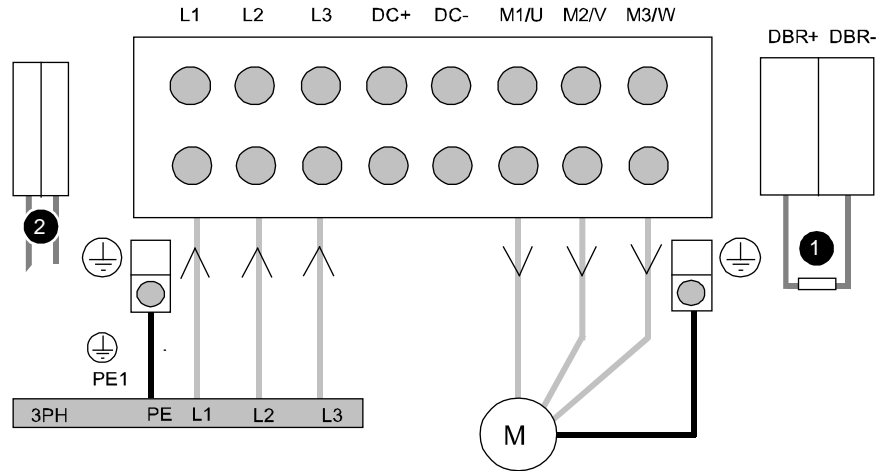 L1 L2 L3 DC+ DC- M1/U M2/V M3/W
DBR+ DBR-
2
1
PE1
3PH PE L1 L2 L3
M